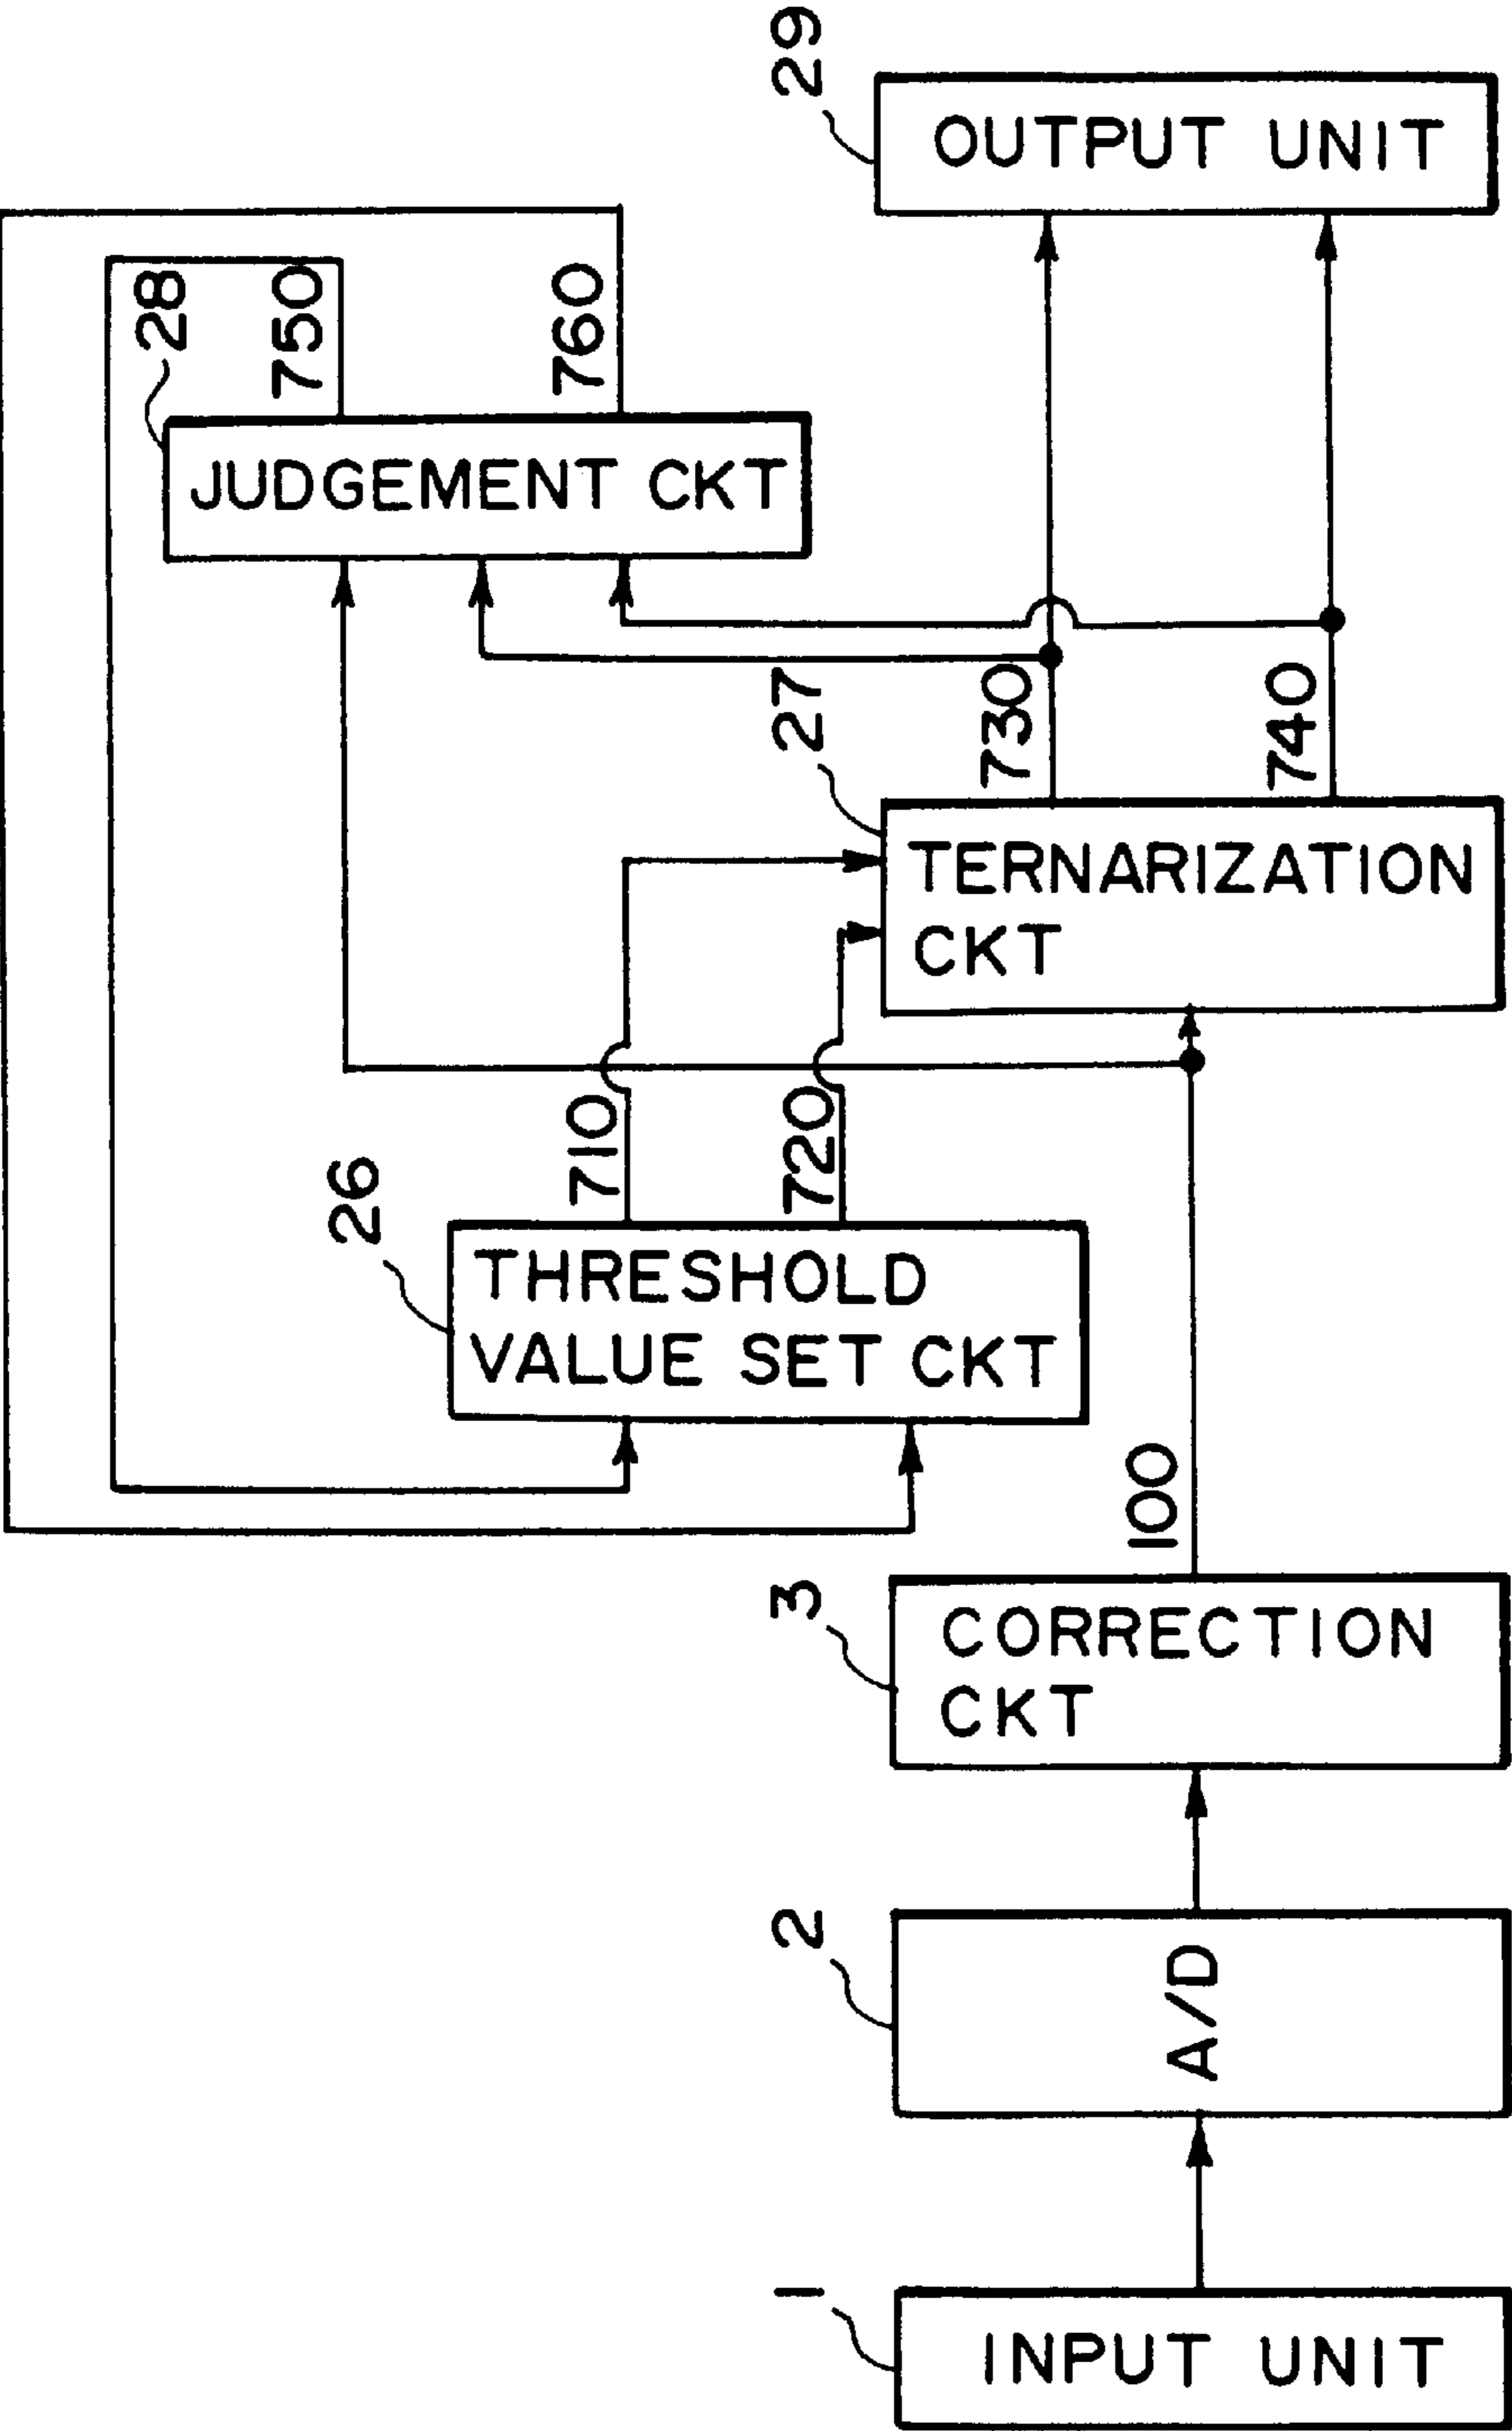 29
OUTPUT UNIT
28
750
760
JUDGEMENT CKT
27
730
740
TERNARIZATION
CKT
26
710
720
THRESHOLD
VALUE SET CKT
100
3
CORRECTION
CKT
2
A/D
1
INPUT UNIT